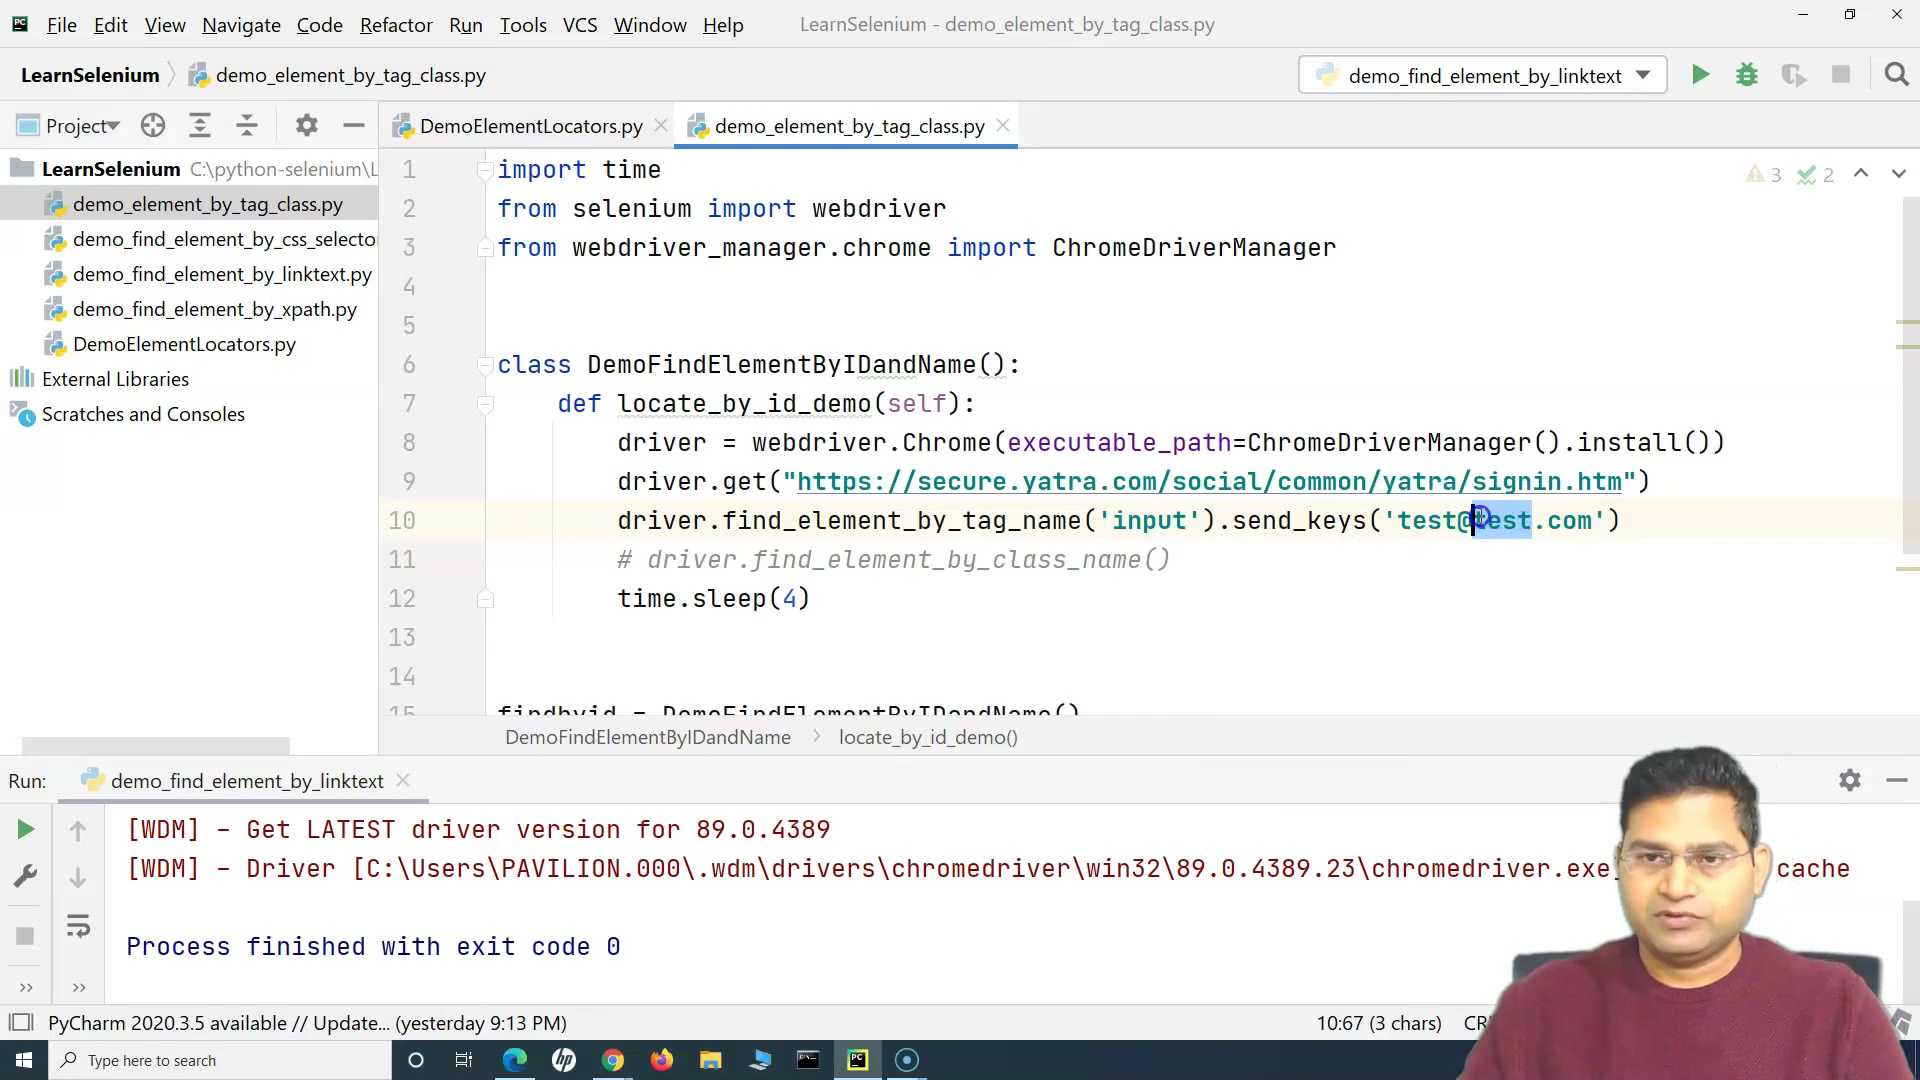 File Edit View Navigate Code Refactor Run Tools VCS Window Help LearnSelenium - demo_element_by_tag_class.py
LearnSelenium demo_element_by_tag_class.py demo_find_element_by_linktext
Project
DemoElementLocators.py demo_element_by_tag_class.py
LearnSelenium C:\python-selenium\L
demo_element_by_tag_class.py
demo_find_element_by_css_selecto
demo_find_element_by_linktext.py
demo_find_element_by_xpath.py
DemoElementLocators.py
External Libraries
Scratches and Consoles
3 2
1 import time
2 from selenium import webdriver
3 from webdriver_manager.chrome import ChromeDriverManager
4
5
6 class DemoFindElementByIDandName():
7 def locate_by_id_demo(self):
8 driver = webdriver.Chrome(executable_path=ChromeDriverManager().install())
9 driver.get("https://secure.yatra.com/social/common/yatra/signin.htm")
10 driver.find_element_by_tag_name('input').send_keys('test@test.com')
11 # driver.find_element_by_class_name()
12 time.sleep(4)
13
14
15 findbyid = DemoFindElementByIDandName()
DemoFindElementByIDandName locate_by_id_demo()
Run: demo_find_element_by_linktext
[WDM] - Get LATEST driver version for 89.0.4389
[WDM] - Driver [C:\Users\PAVILION.000\.wdm\drivers\chromedriver\win32\89.0.4389.23\chromedriver.exe] cache
Process finished with exit code 0
PyCharm 2020.3.5 available // Update... (yesterday 9:13 PM) 10:67 (3 chars)
Type here to search